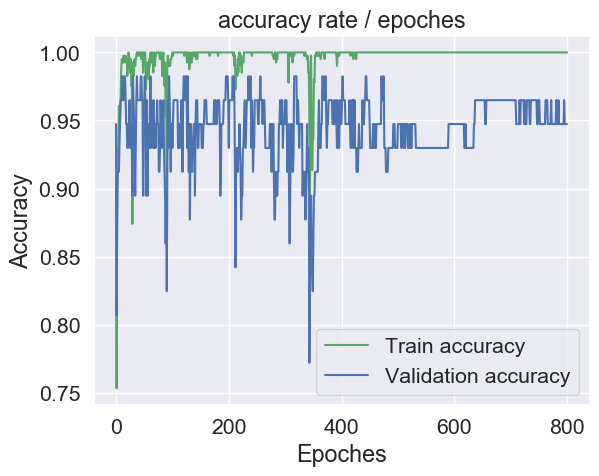 accuracy rate / epoches
1.00
0.95
0.90
0.85
0.80
0.75
Accuracy
Train accuracy
Validation accuracy
0 200 400 600 800
Epoches